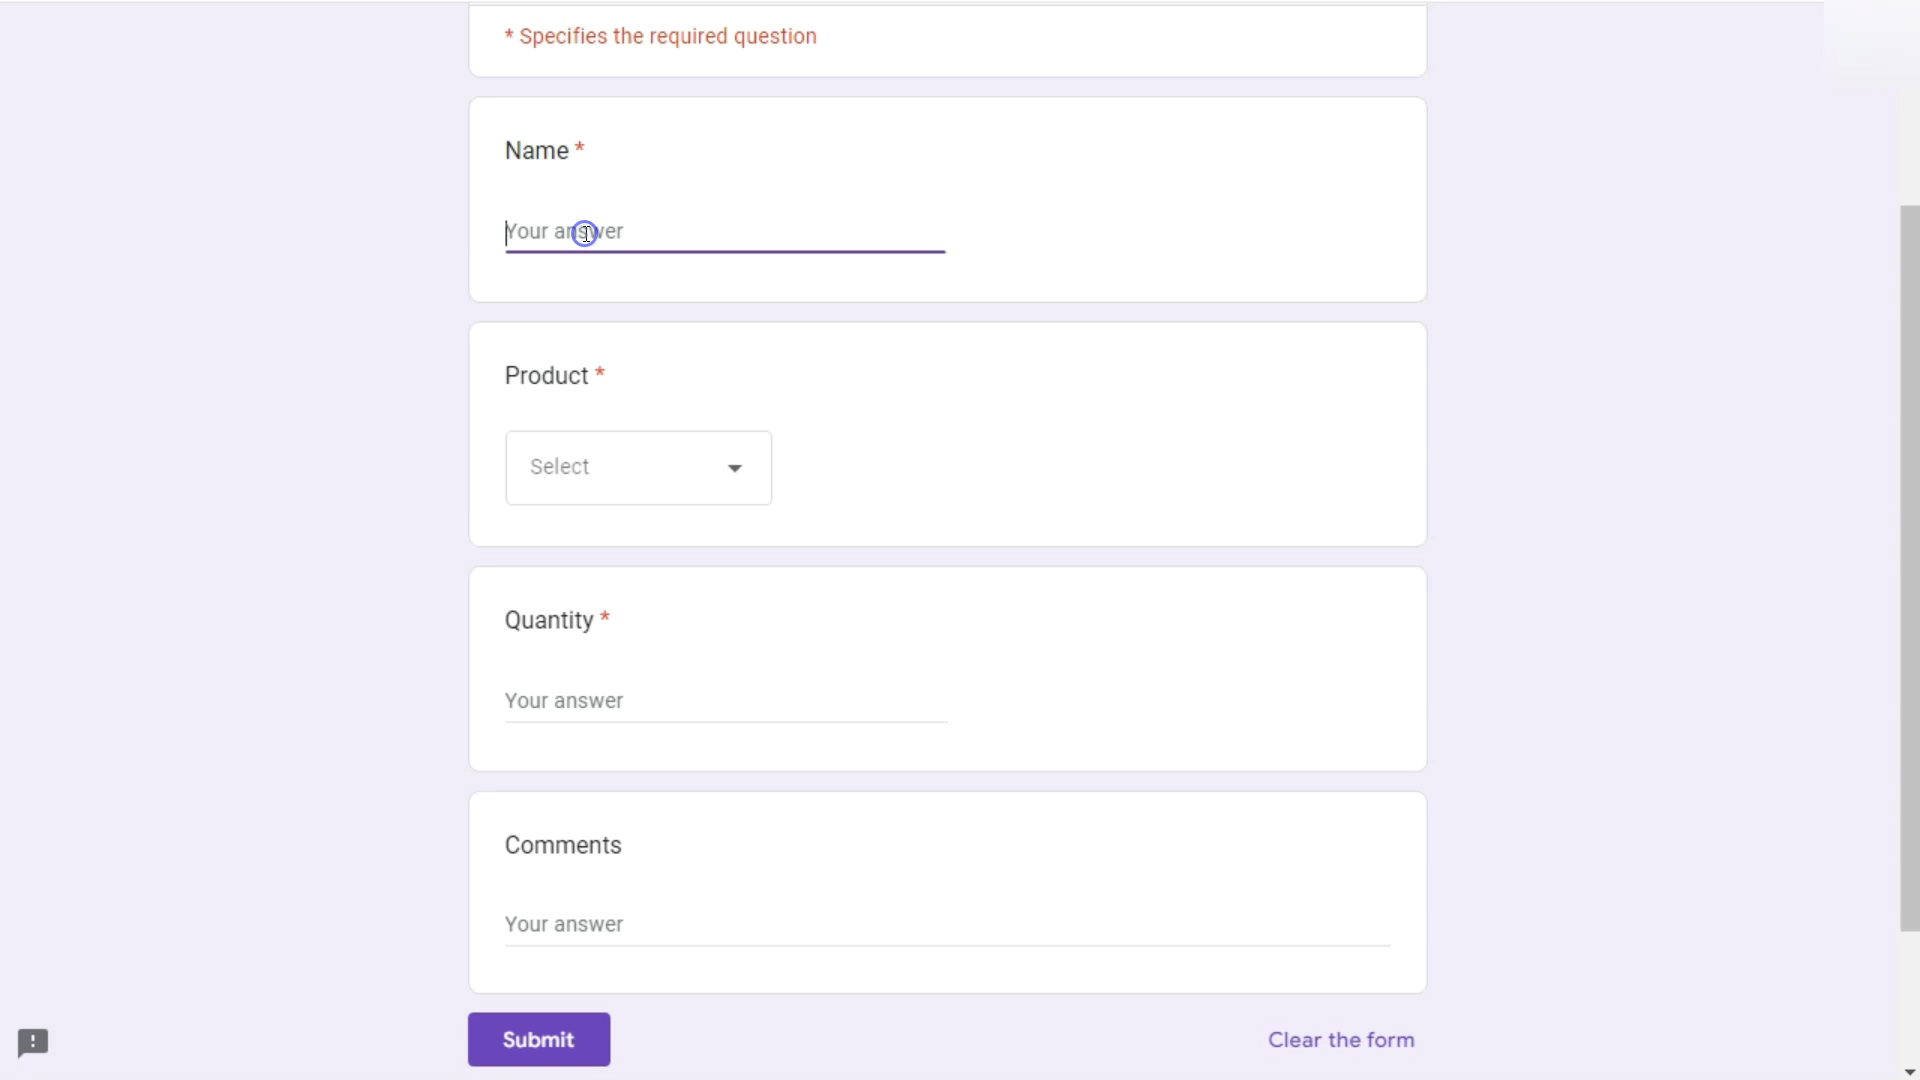 * Specifies the required question
Name *
Your answer
Product *
Select
Quantity *
Your answer
Comments
Your answer
Submit
Clear the form